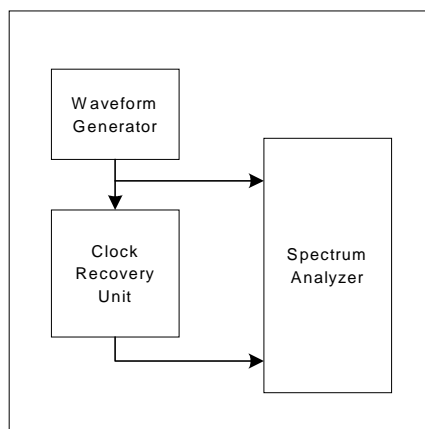 Waveform
Generator
Clock
Recovery
Unit
Spectrum
Analyzer